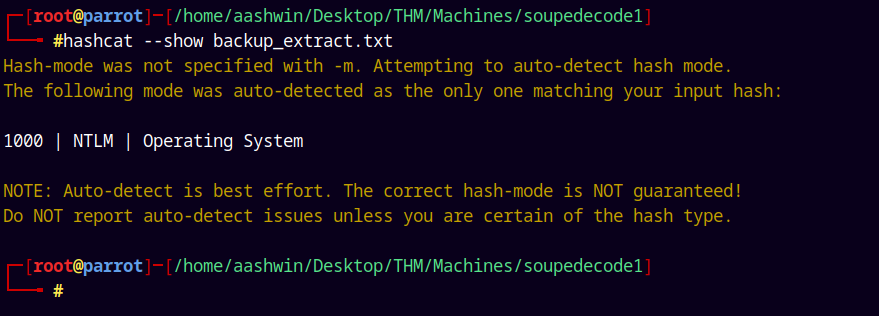 ┌─[root@parrot]─[/home/aashwin/Desktop/THM/Machines/soupedecode1]
└──╼ #hashcat --show backup_extract.txt
Hash-mode was not specified with -m. Attempting to auto-detect hash mode.
The following mode was auto-detected as the only one matching your input hash:

1000 | NTLM | Operating System

NOTE: Auto-detect is best effort. The correct hash-mode is NOT guaranteed!
Do NOT report auto-detect issues unless you are certain of the hash type.

┌─[root@parrot]─[/home/aashwin/Desktop/THM/Machines/soupedecode1]
└──╼ #